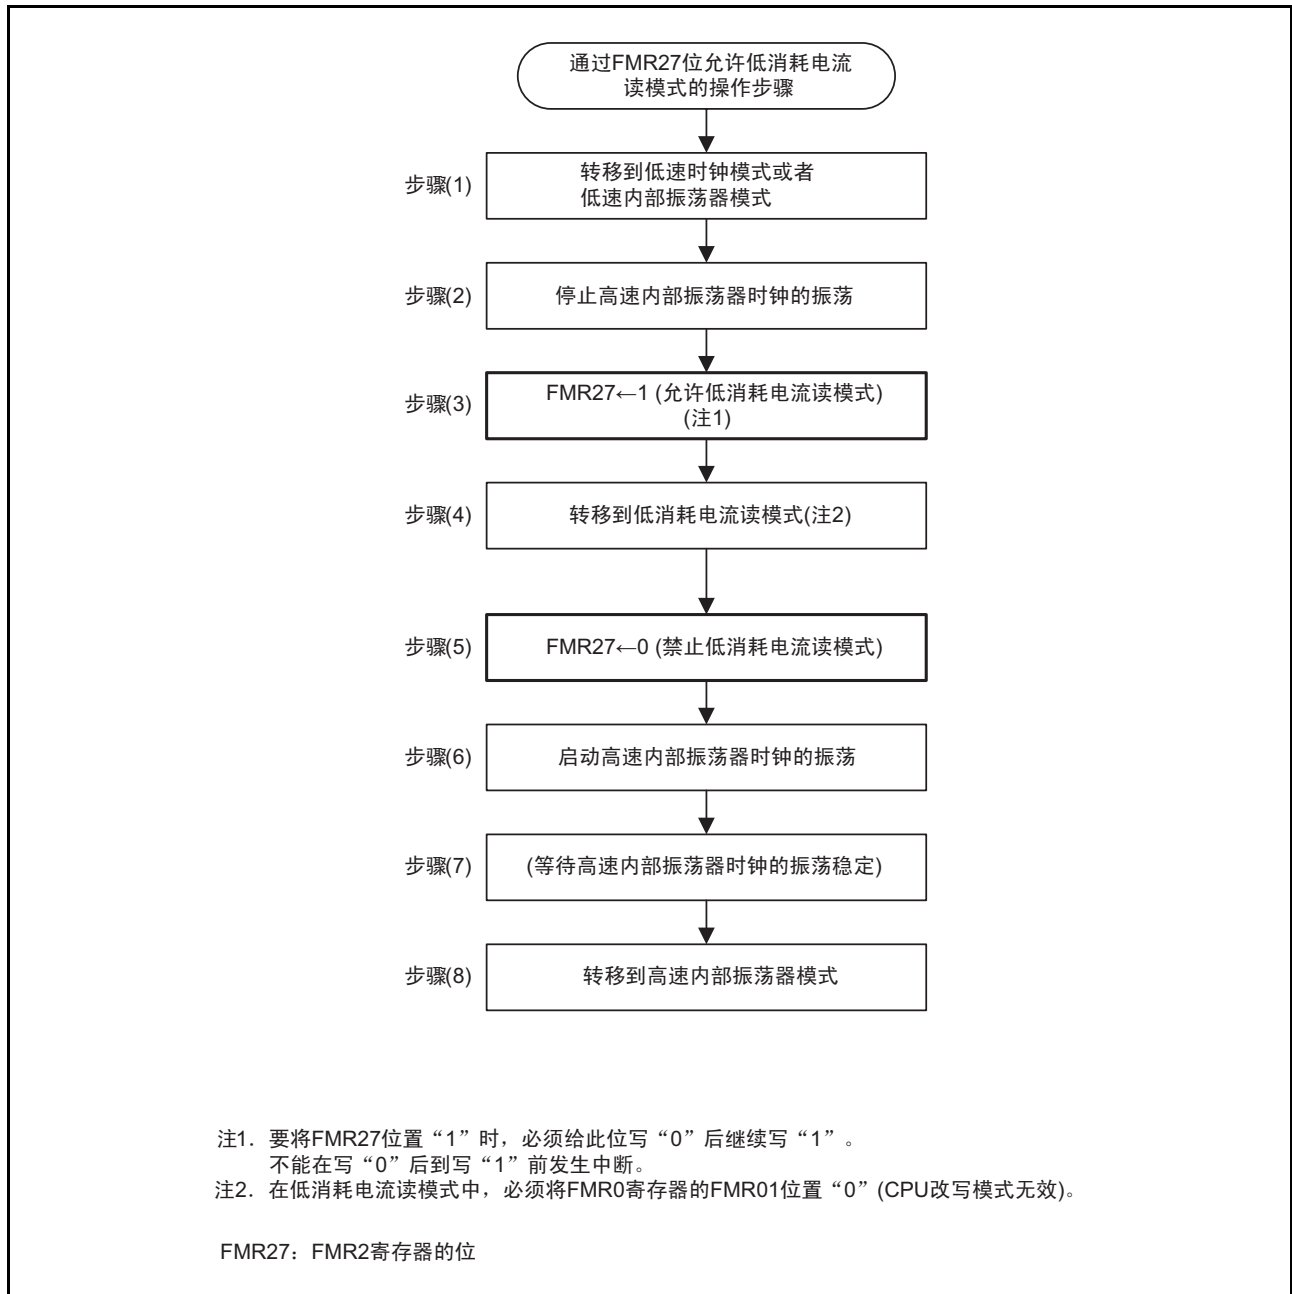 通过FMR27位允许低消耗电流
读模式的操作步骤
步骤(1)
转移到低速时钟模式或者
低速内部振荡器模式
步骤(2)
停止高速内部振荡器时钟的振荡
步骤(3)
FMR27←1 (允许低消耗电流读模式)
(注1)
步骤(4)
转移到低消耗电流读模式(注2)
步骤(5)
FMR27←0 (禁止低消耗电流读模式)
步骤(6)
启动高速内部振荡器时钟的振荡
步骤(7)
(等待高速内部振荡器时钟的振荡稳定)
步骤(8)
转移到高速内部振荡器模式
注1. 要将FMR27位置“1”时，必须给此位写“0”后继续写“1”。
不能在写“0”后到写“1”前发生中断。
注2. 在低消耗电流读模式中，必须将FMR0寄存器的FMR01位置“0”(CPU改写模式无效)。
FMR27：FMR2寄存器的位